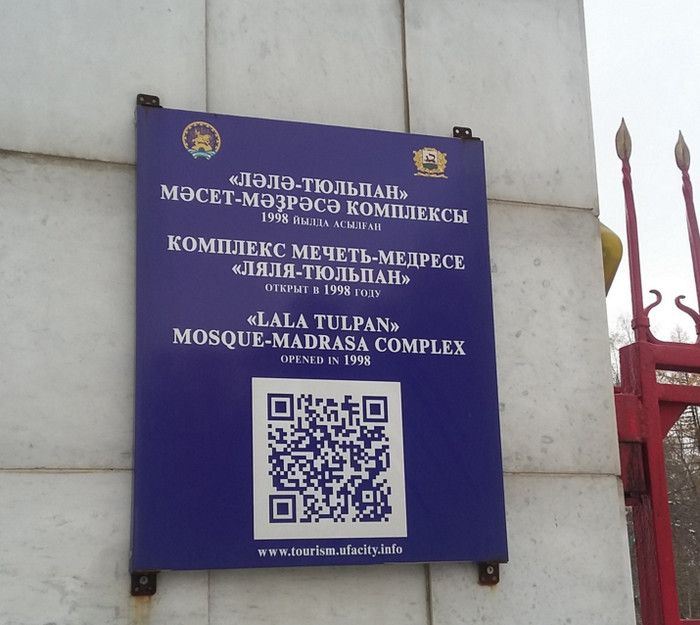 «ЛӘЛӘ-ТЮЛЬПАН»
МӘСЕТ-МӘҘРӘСӘ КОМПЛЕКСЫ
1998 ЙЫЛДА АСЫЛҒАН
КОМПЛЕКС МЕЧЕТЬ-МЕДРЕСЕ
«ЛЯЛЯ-ТЮЛЬПАН»
ОТКРЫТ В 1998 ГОДУ
«LALA TULPAN»
MOSQUE-MADRASA COMPLEX
OPENED IN 1998
www.tourism.ufacity.info